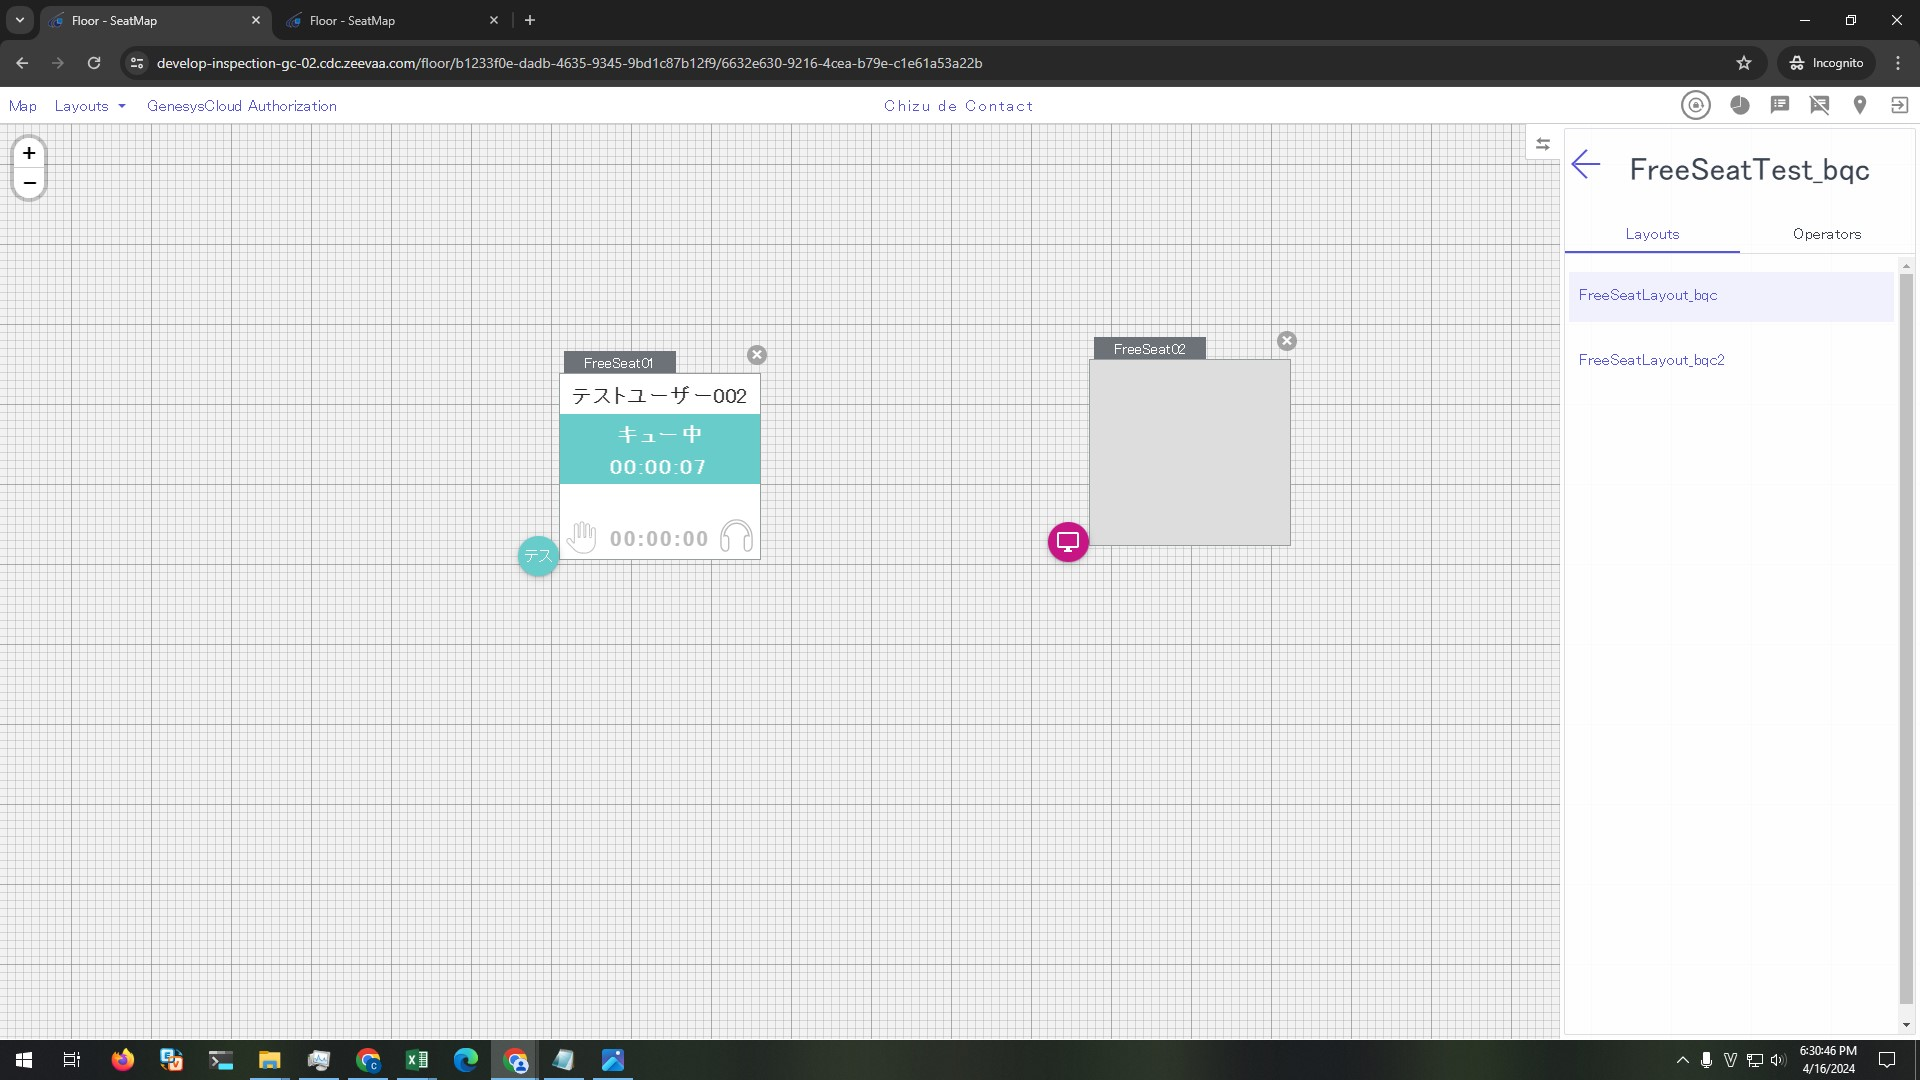 Floor - SeatMap
Floor - SeatMap
develop-inspection-gc-02.cdc.zeevaa.com/floor/b1233f0e-dadb-4635-9345-9bd1c87b12f9/6632e630-9216-4cea-b79e-c1e61a53a22b
Incognito
Map Layouts GenesysCloud Authorization
Chizu de Contact
+
−
FreeSeatTest_bqc
Layouts Operators
FreeSeatLayout_bqc
FreeSeatLayout_bqc2
FreeSeat01
テストユーザー002
キュー中
00:00:07
00:00:00
テス
FreeSeat02
6:30:46 PM
4/16/2024